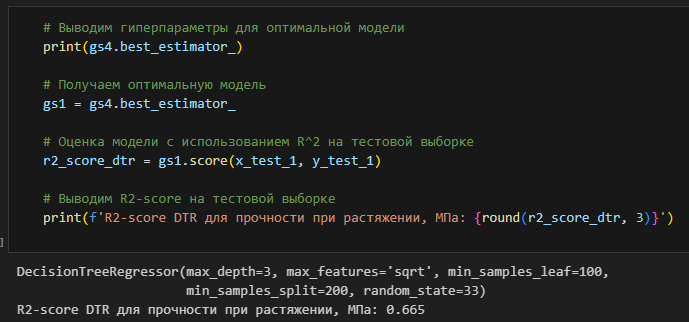 # Выводим гиперпараметры для оптимальной модели
print(gs4.best_estimator_)
# Получаем оптимальную модель
gs1 = gs4.best_estimator_
# Оценка модели с использованием R^2 на тестовой выборке
r2_score_dtr = gs1.score(x_test_1, y_test_1)
# Выводим R2-score на тестовой выборке
print(f'R2-score DTR для прочности при растяжении, МПа: {round(r2_score_dtr, 3)}')
]
DecisionTreeRegressor(max_depth=3, max_features='sqrt', min_samples_leaf=100,
min_samples_split=200, random_state=33)
R2-score DTR для прочности при растяжении, МПа: 0.665